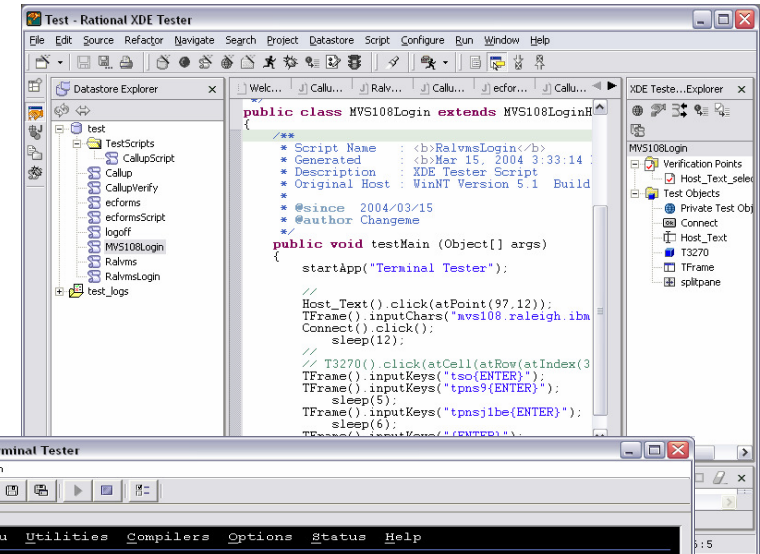 Test - Rational XDE Tester
File Edit Source Refactor Navigate Search Project Datastore Script Configure Run Window Help
Datastore Explorer
test
TestScripts
CallupScript
Callup
CallupVerify
ecforms
ecformsScript
logoff
MVS108Login
Ralvms
RalvmsLogin
test_logs
Welc... Callu... Ralv... Callu... ecfor... Callu...
*/
public class MVS108Login extends MVS108LoginH
{
/**
* Script Name : <b>RalvmsLogin</b>
* Generated : <b>Mar 15, 2004 3:33:14
* Description : XDE Tester Script
* Original Host : WinNT Version 5.1 Build
*
* @since 2004/03/15
* @author Changeme
*/
public void testMain (Object[] args)
{
startApp("Terminal Tester");
//
Host_Text().click(atPoint(97,12));
TFrame().inputChars("mvs108.raleigh.ibm
Connect().click();
sleep(12);
//
// T3270().click(atCell(atRow(atIndex(3
TFrame().inputKeys("tso{ENTER}");
TFrame().inputKeys("tpns9{ENTER}");
sleep(5);
TFrame().inputKeys("tpnsj1be{ENTER}");
sleep(6);
TFrame().inputKeys("{ENTER}");
XDE Teste...Explorer
MVS108Login
Verification Points
Host_Text_selec
Test Objects
Private Test Obj
Connect
Host_Text
T3270
TFrame
splitpane
rminal Tester
u Utilities Compilers Options Status Help
:5